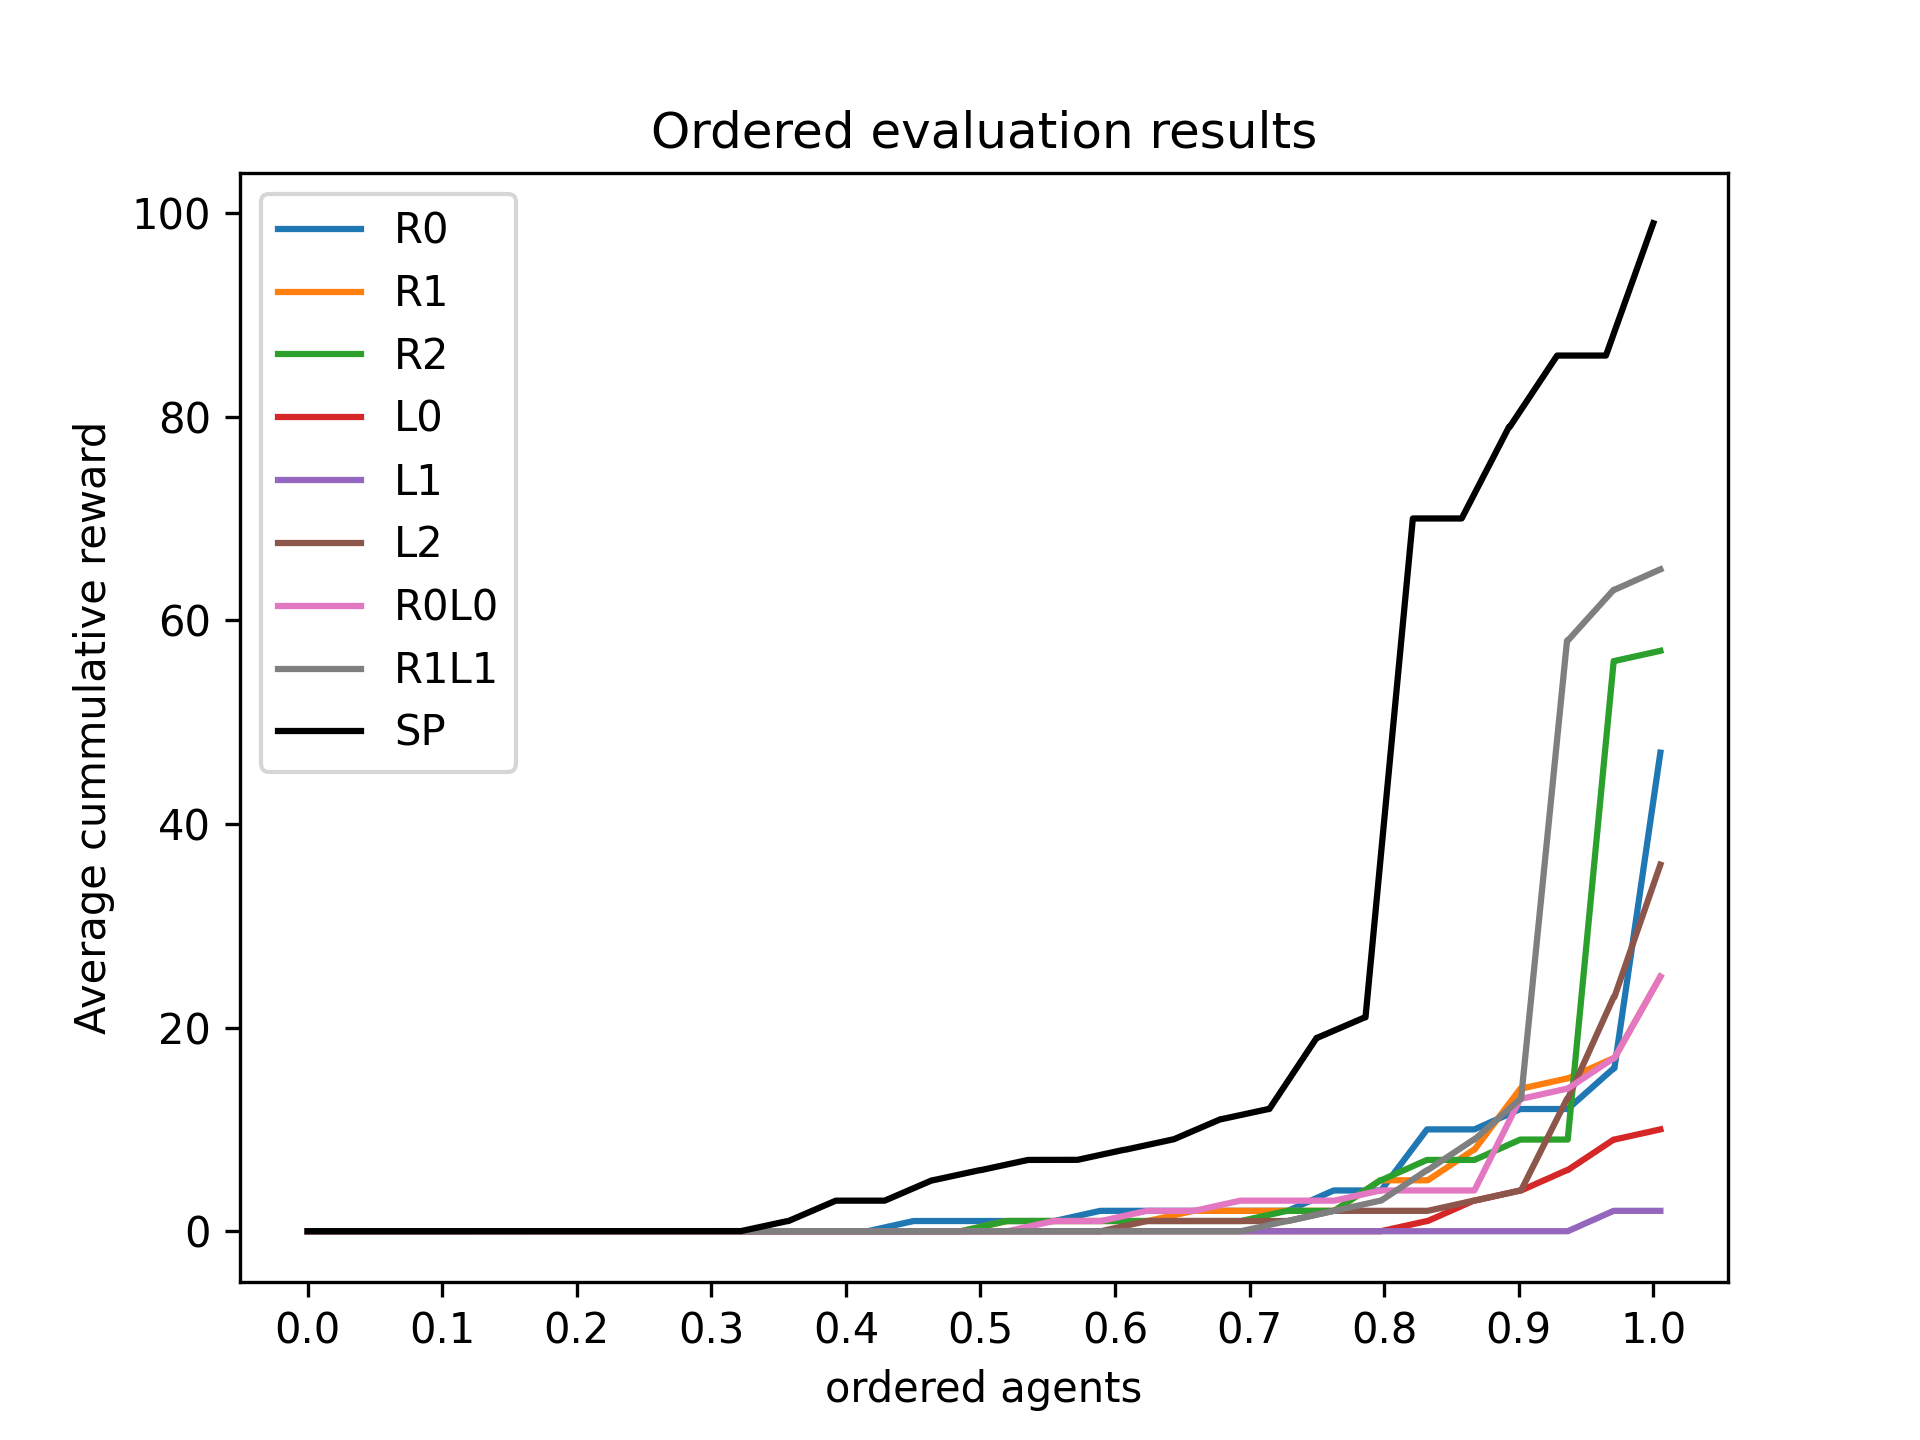 Ordered evaluation results
Average cummulative reward
100
80
60
40
20
0
R0
R1
R2
L0
L1
L2
R0L0
R1L1
SP
0.0 0.1 0.2 0.3 0.4 0.5 0.6 0.7 0.8 0.9 1.0
ordered agents